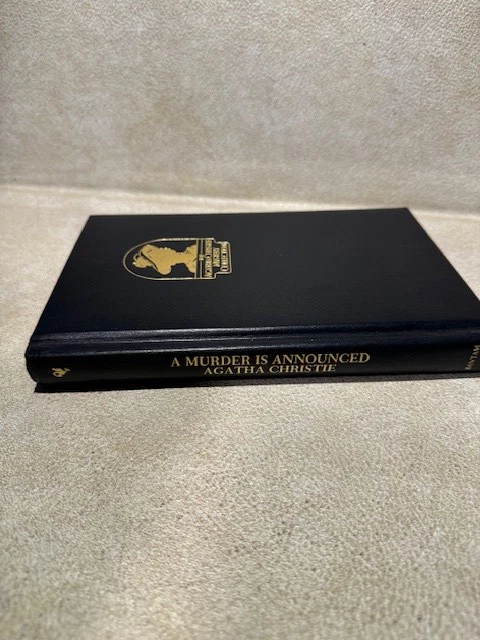 A MURDER IS ANNOUNCED
AGATHA CHRISTIE
BANTAM